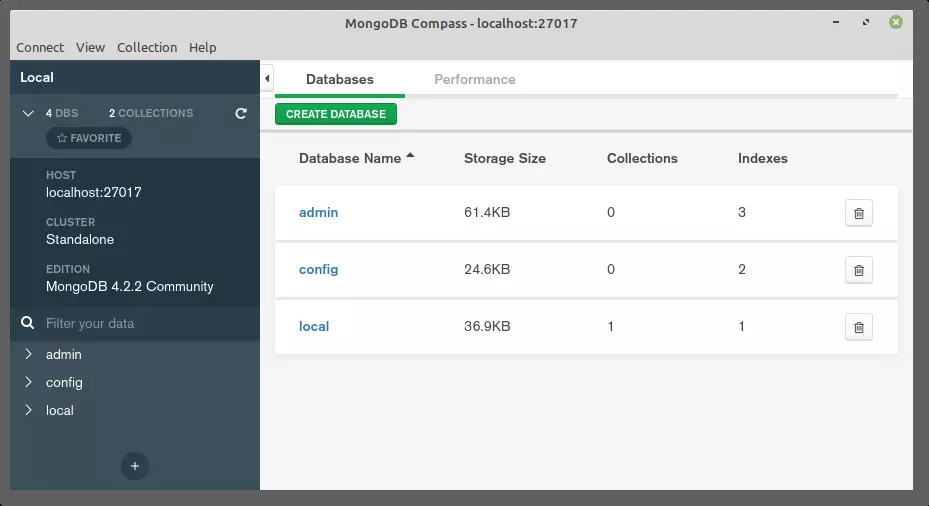 MongoDB Compass - localhost:27017
Connect View Collection Help
Local
4 DBS 2 COLLECTIONS
FAVORITE
HOST
localhost:27017
CLUSTER
Standalone
EDITION
MongoDB 4.2.2 Community
Filter your data
admin
config
local
Databases Performance
CREATE DATABASE
Database Name Storage Size Collections Indexes
admin 61.4KB 0 3
config 24.6KB 0 2
local 36.9KB 1 1